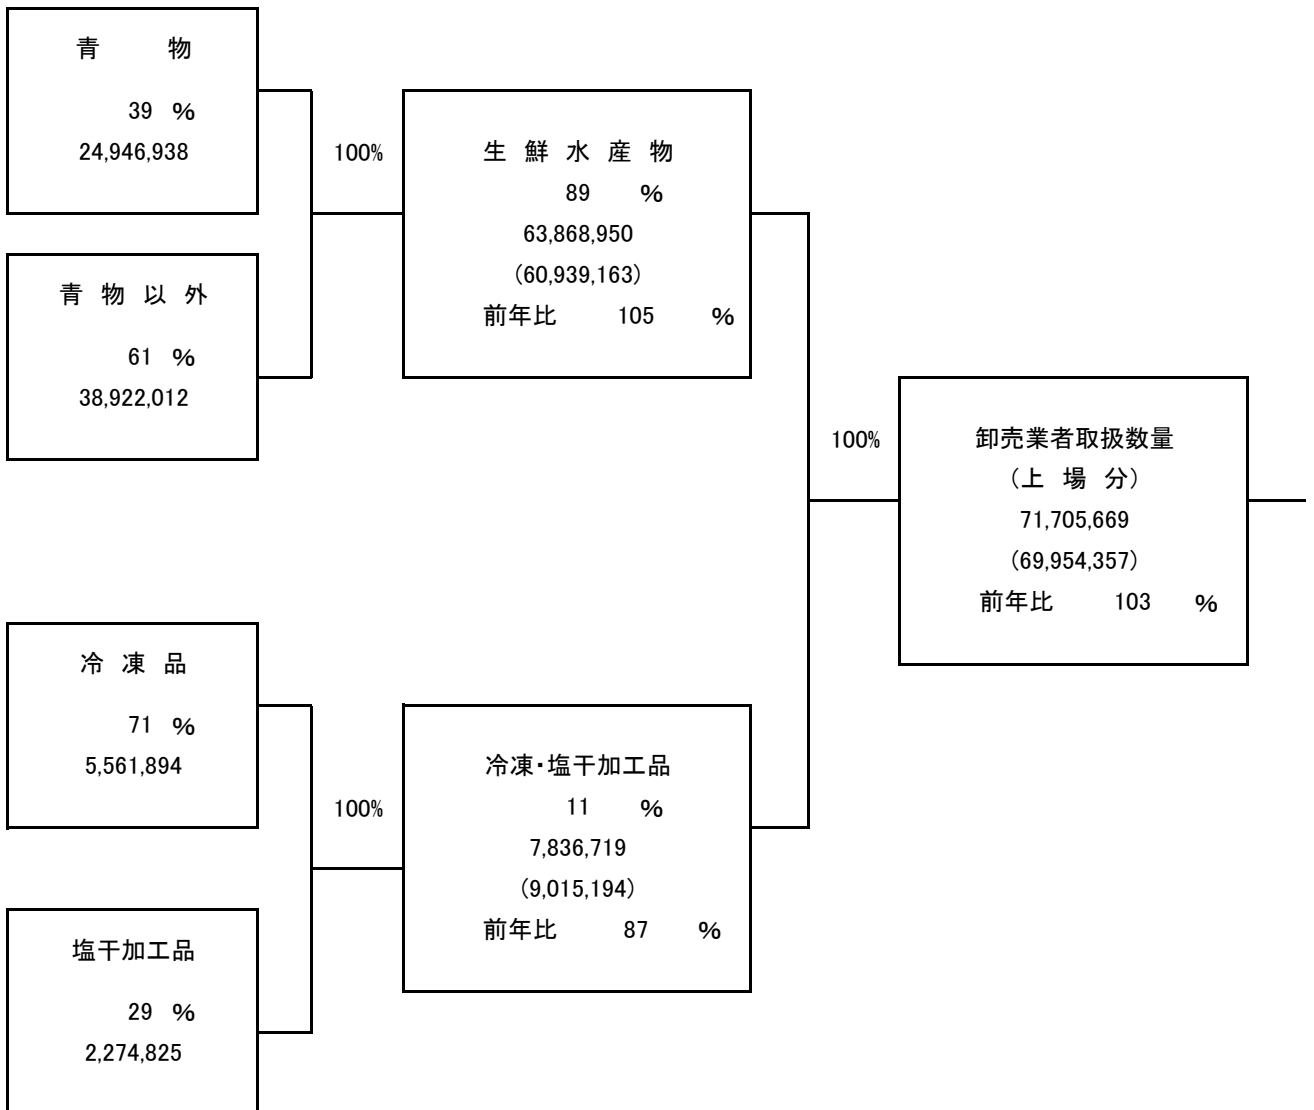 青 物
39 %
24,946,938
青 物 以 外
61 %
38,922,012
100%
生 鮮 水 産 物
89 %
63,868,950
(60,939,163)
前年比 105 %
冷 凍 品
71 %
5,561,894
塩干加工品
29 %
2,274,825
100%
冷凍・塩干加工品
11 %
7,836,719
(9,015,194)
前年比 87 %
100%
卸売業者取扱数量
(上 場 分)
71,705,669
(69,954,357)
前年比 103 %